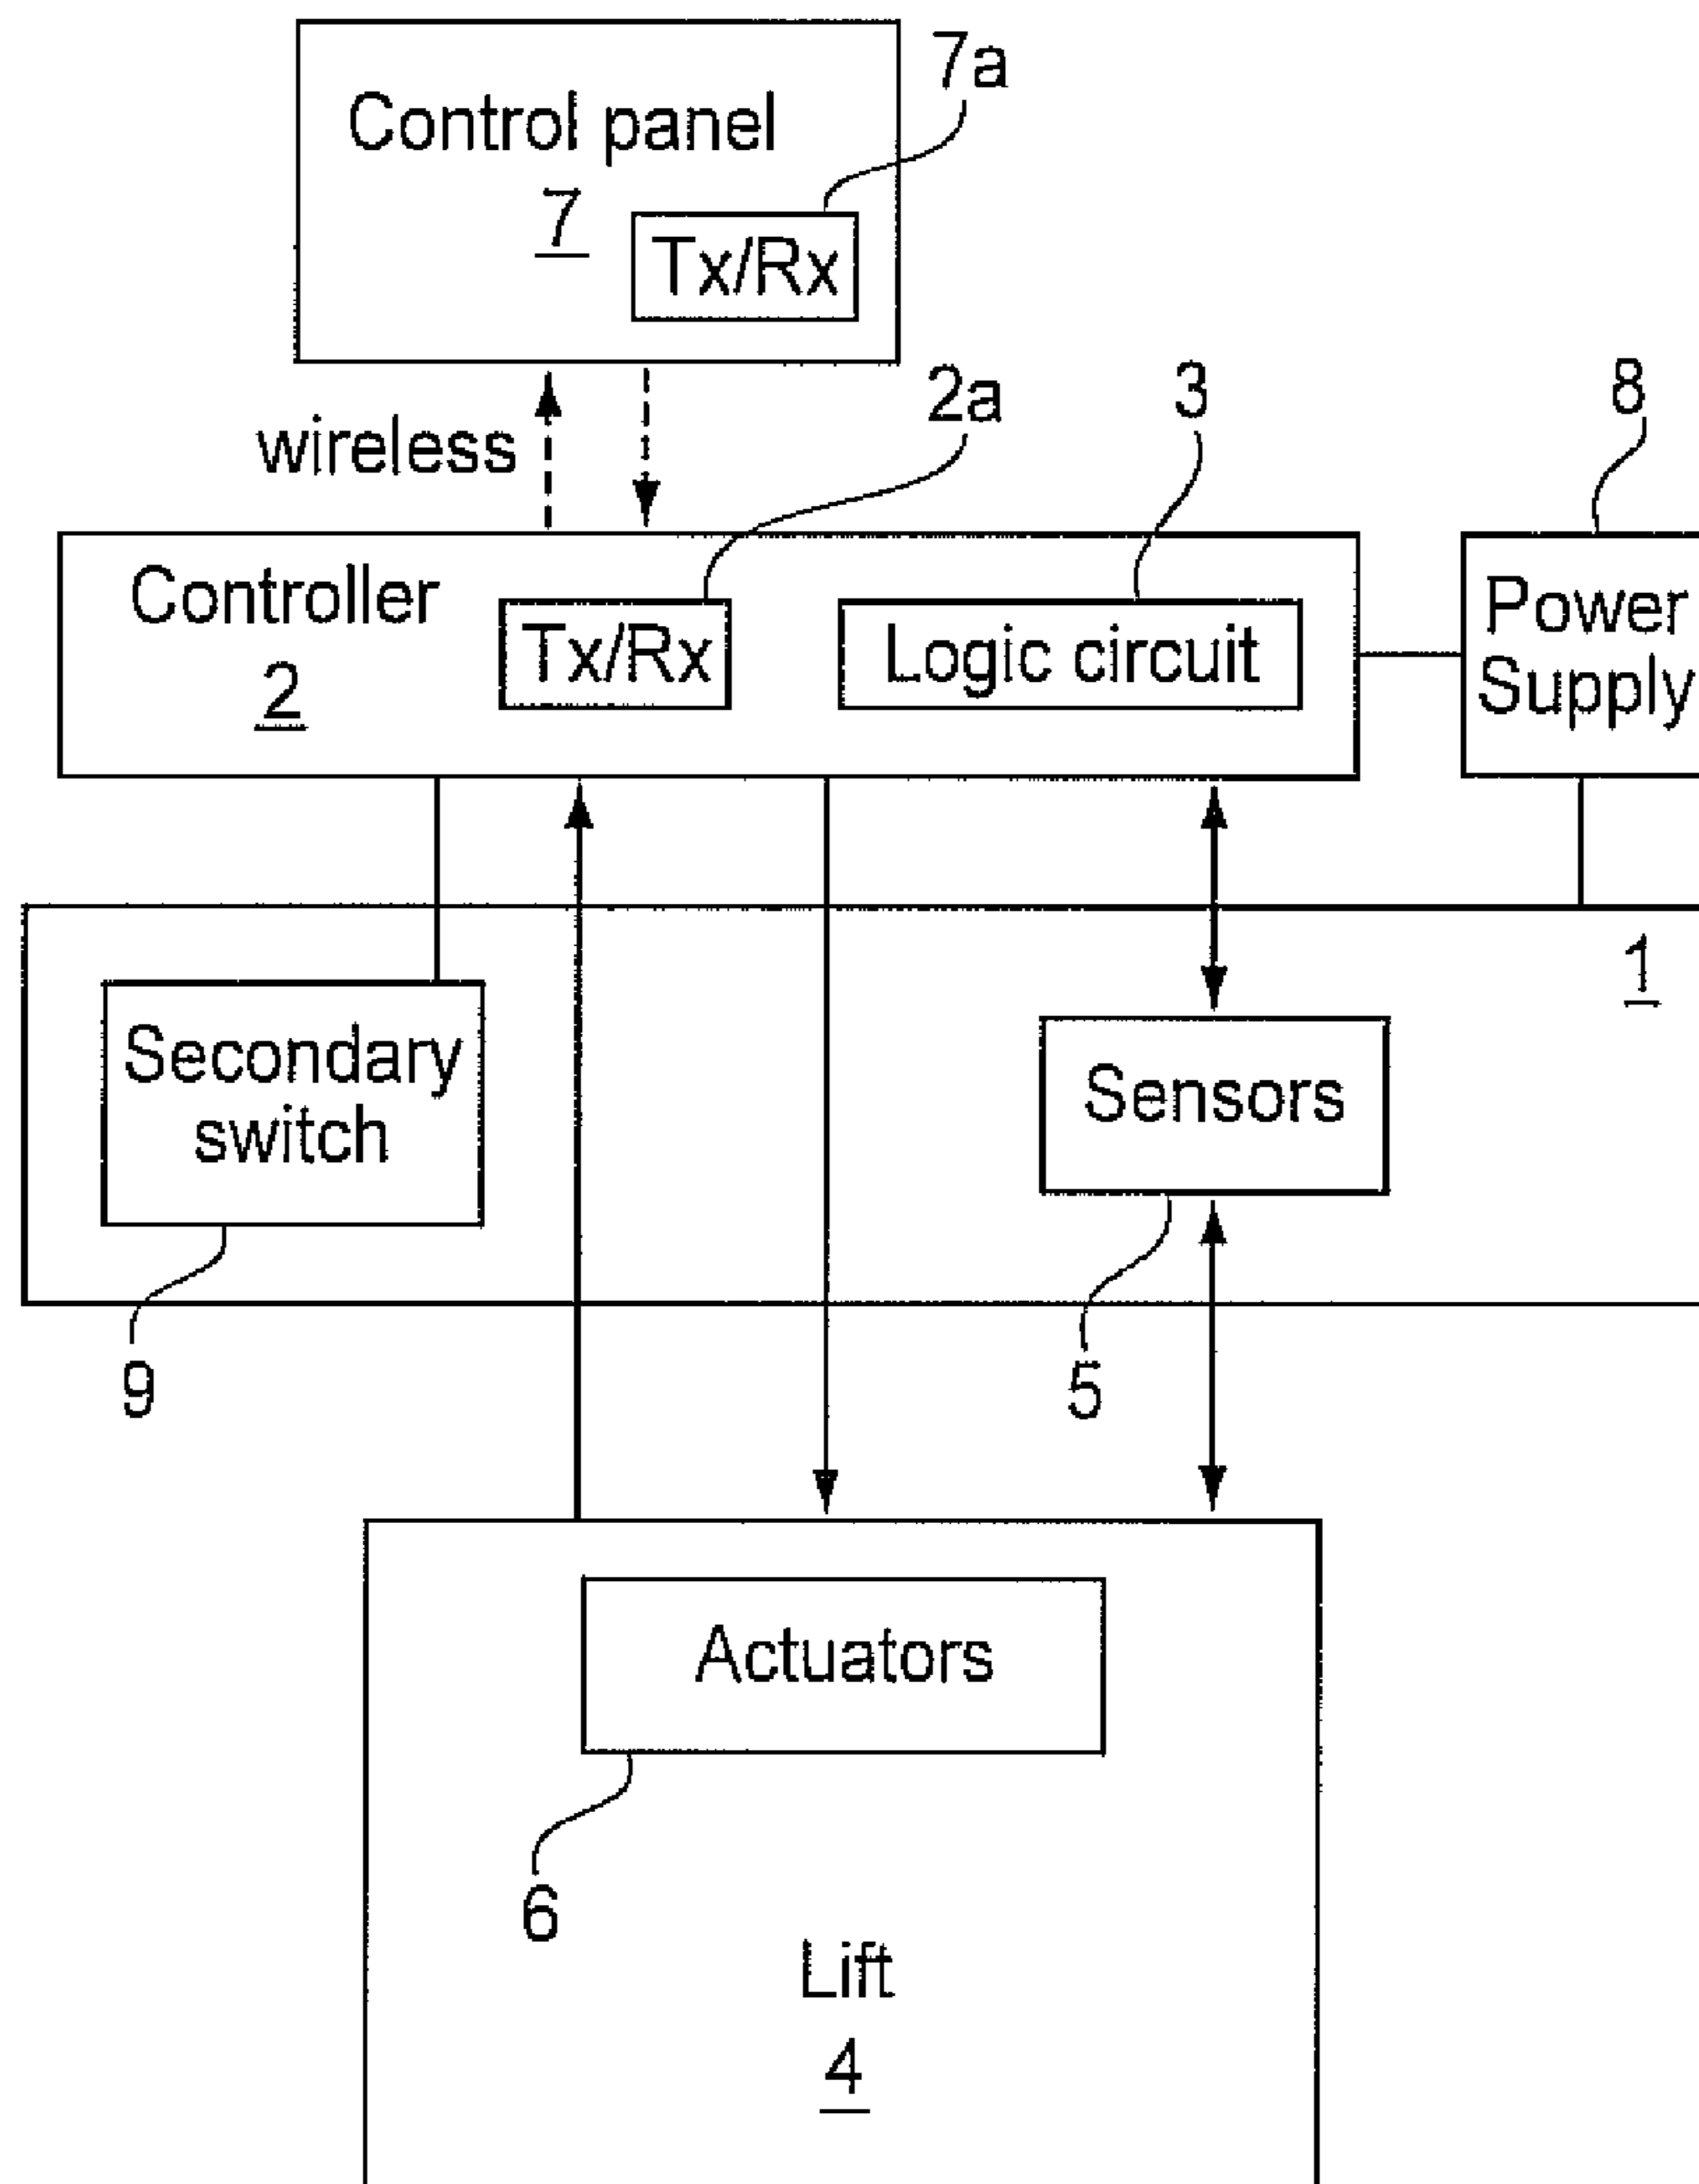 Control panel
7
Tx/Rx
7a
wireless
2a
3
8
Controller
2
Tx/Rx
Logic circuit
Power
Supply
1
Secondary
switch
Sensors
9
5
Actuators
6
Lift
4